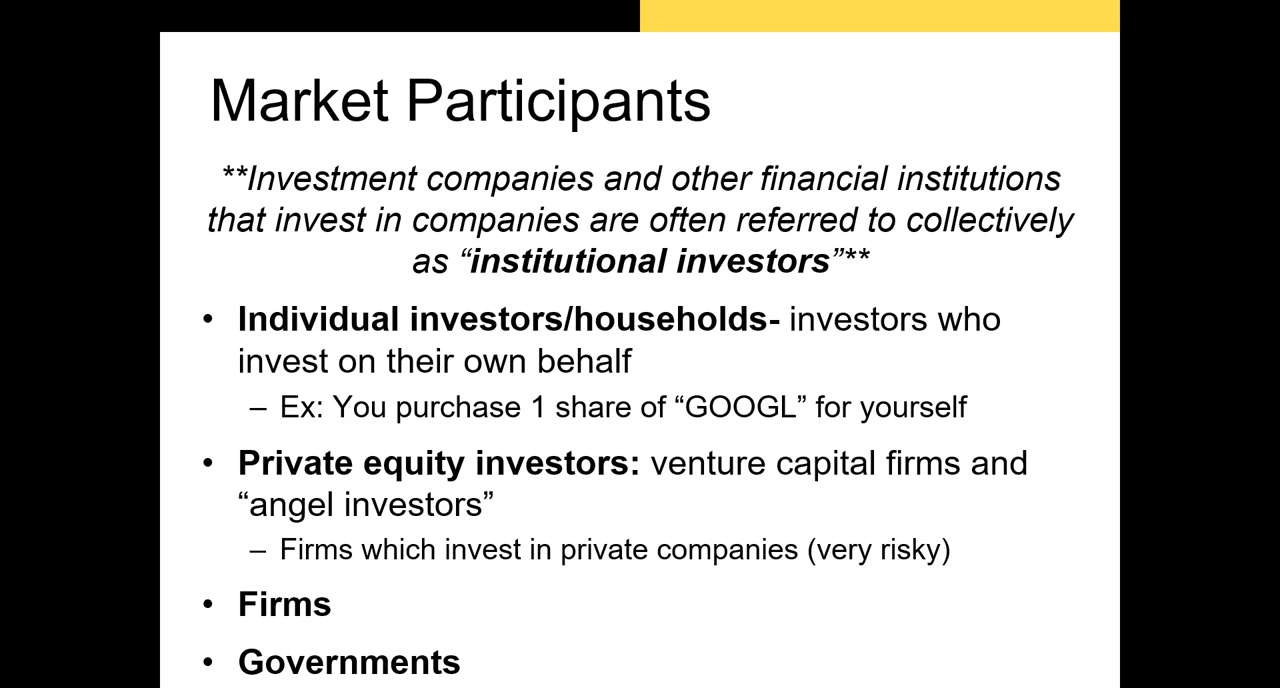 Market Participants
**Investment companies and other financial institutions
that invest in companies are often referred to collectively
as “institutional investors”**
• Individual investors/households- investors who
invest on their own behalf
– Ex: You purchase 1 share of “GOOGL” for yourself
• Private equity investors: venture capital firms and
“angel investors”
– Firms which invest in private companies (very risky)
• Firms
• Governments